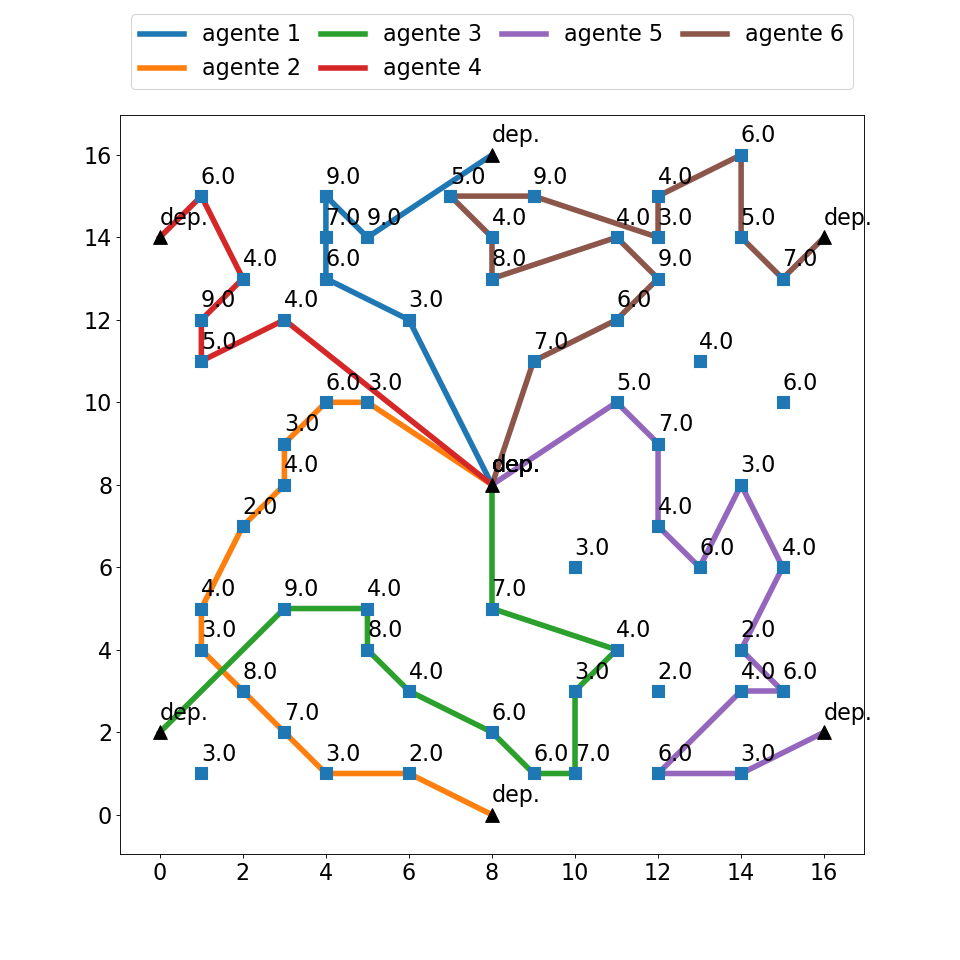 agente 1 agente 3 agente 5 agente 6
agente 2 agente 4
dep.
6.0
16
6.0 9.0 5.0 9.0 4.0
dep. 7.0 9.0 4.0 4.0 3.0 5.0 dep.
14
4.0 6.0 8.0 9.0 7.0
9.0 4.0 3.0 6.0
12
5.0 7.0 4.0
6.0 3.0 5.0 6.0
10
3.0 7.0
4.0 dep. 3.0
8
2.0 4.0
3.0 6.0 4.0
6
4.0 9.0 4.0 7.0
3.0 8.0 4.0 2.0
4
8.0 4.0 3.0 2.0 4.0 6.0
dep. 7.0 6.0 dep.
2
3.0 3.0 2.0 6.0 7.0 6.0 3.0
dep.
0
0 2 4 6 8 10 12 14 16